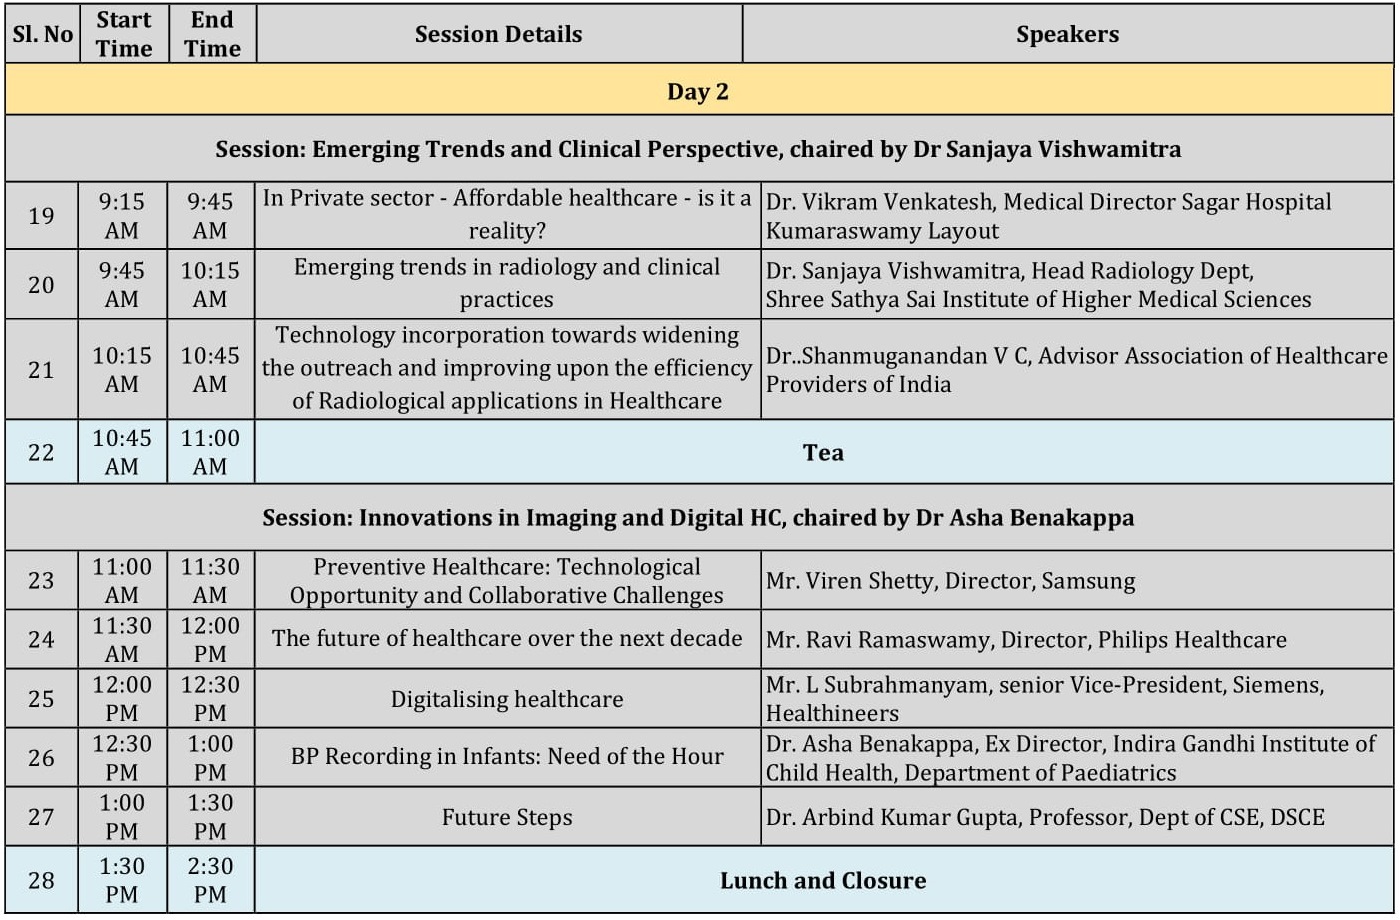 Sl. No Start Time End Time Session Details Speakers
Day 2
Session: Emerging Trends and Clinical Perspective, chaired by Dr Sanjaya Vishwamitra
19
9:15
AM
9:45
AM
In Private sector - Affordable healthcare - is it a
reality?
Dr. Vikram Venkatesh, Medical Director Sagar Hospital
Kumaraswamy Layout
20
9:45
AM
10:15
AM
Emerging trends in radiology and clinical
practices
Dr. Sanjaya Vishwamitra, Head Radiology Dept,
Shree Sathya Sai Institute of Higher Medical Sciences
21
10:15
AM
10:45
AM
Technology incorporation towards widening
the outreach and improving upon the efficiency
of Radiological applications in Healthcare
Dr..Shanmuganandan V C, Advisor Association of Healthcare
Providers of India
22
10:45
AM
11:00
AM
Tea
Session: Innovations in Imaging and Digital HC, chaired by Dr Asha Benakappa
23
11:00
AM
11:30
AM
Preventive Healthcare: Technological
Opportunity and Collaborative Challenges
Mr. Viren Shetty, Director, Samsung
24
11:30
AM
12:00
PM
The future of healthcare over the next decade
Mr. Ravi Ramaswamy, Director, Philips Healthcare
25
12:00
PM
12:30
PM
Digitalising healthcare
Mr. L Subrahmanyam, senior Vice-President, Siemens,
Healthineers
26
12:30
PM
1:00
PM
BP Recording in Infants: Need of the Hour
Dr. Asha Benakappa, Ex Director, Indira Gandhi Institute of
Child Health, Department of Paediatrics
27
1:00
PM
1:30
PM
Future Steps
Dr. Arbind Kumar Gupta, Professor, Dept of CSE, DSCE
28
1:30
PM
2:30
PM
Lunch and Closure